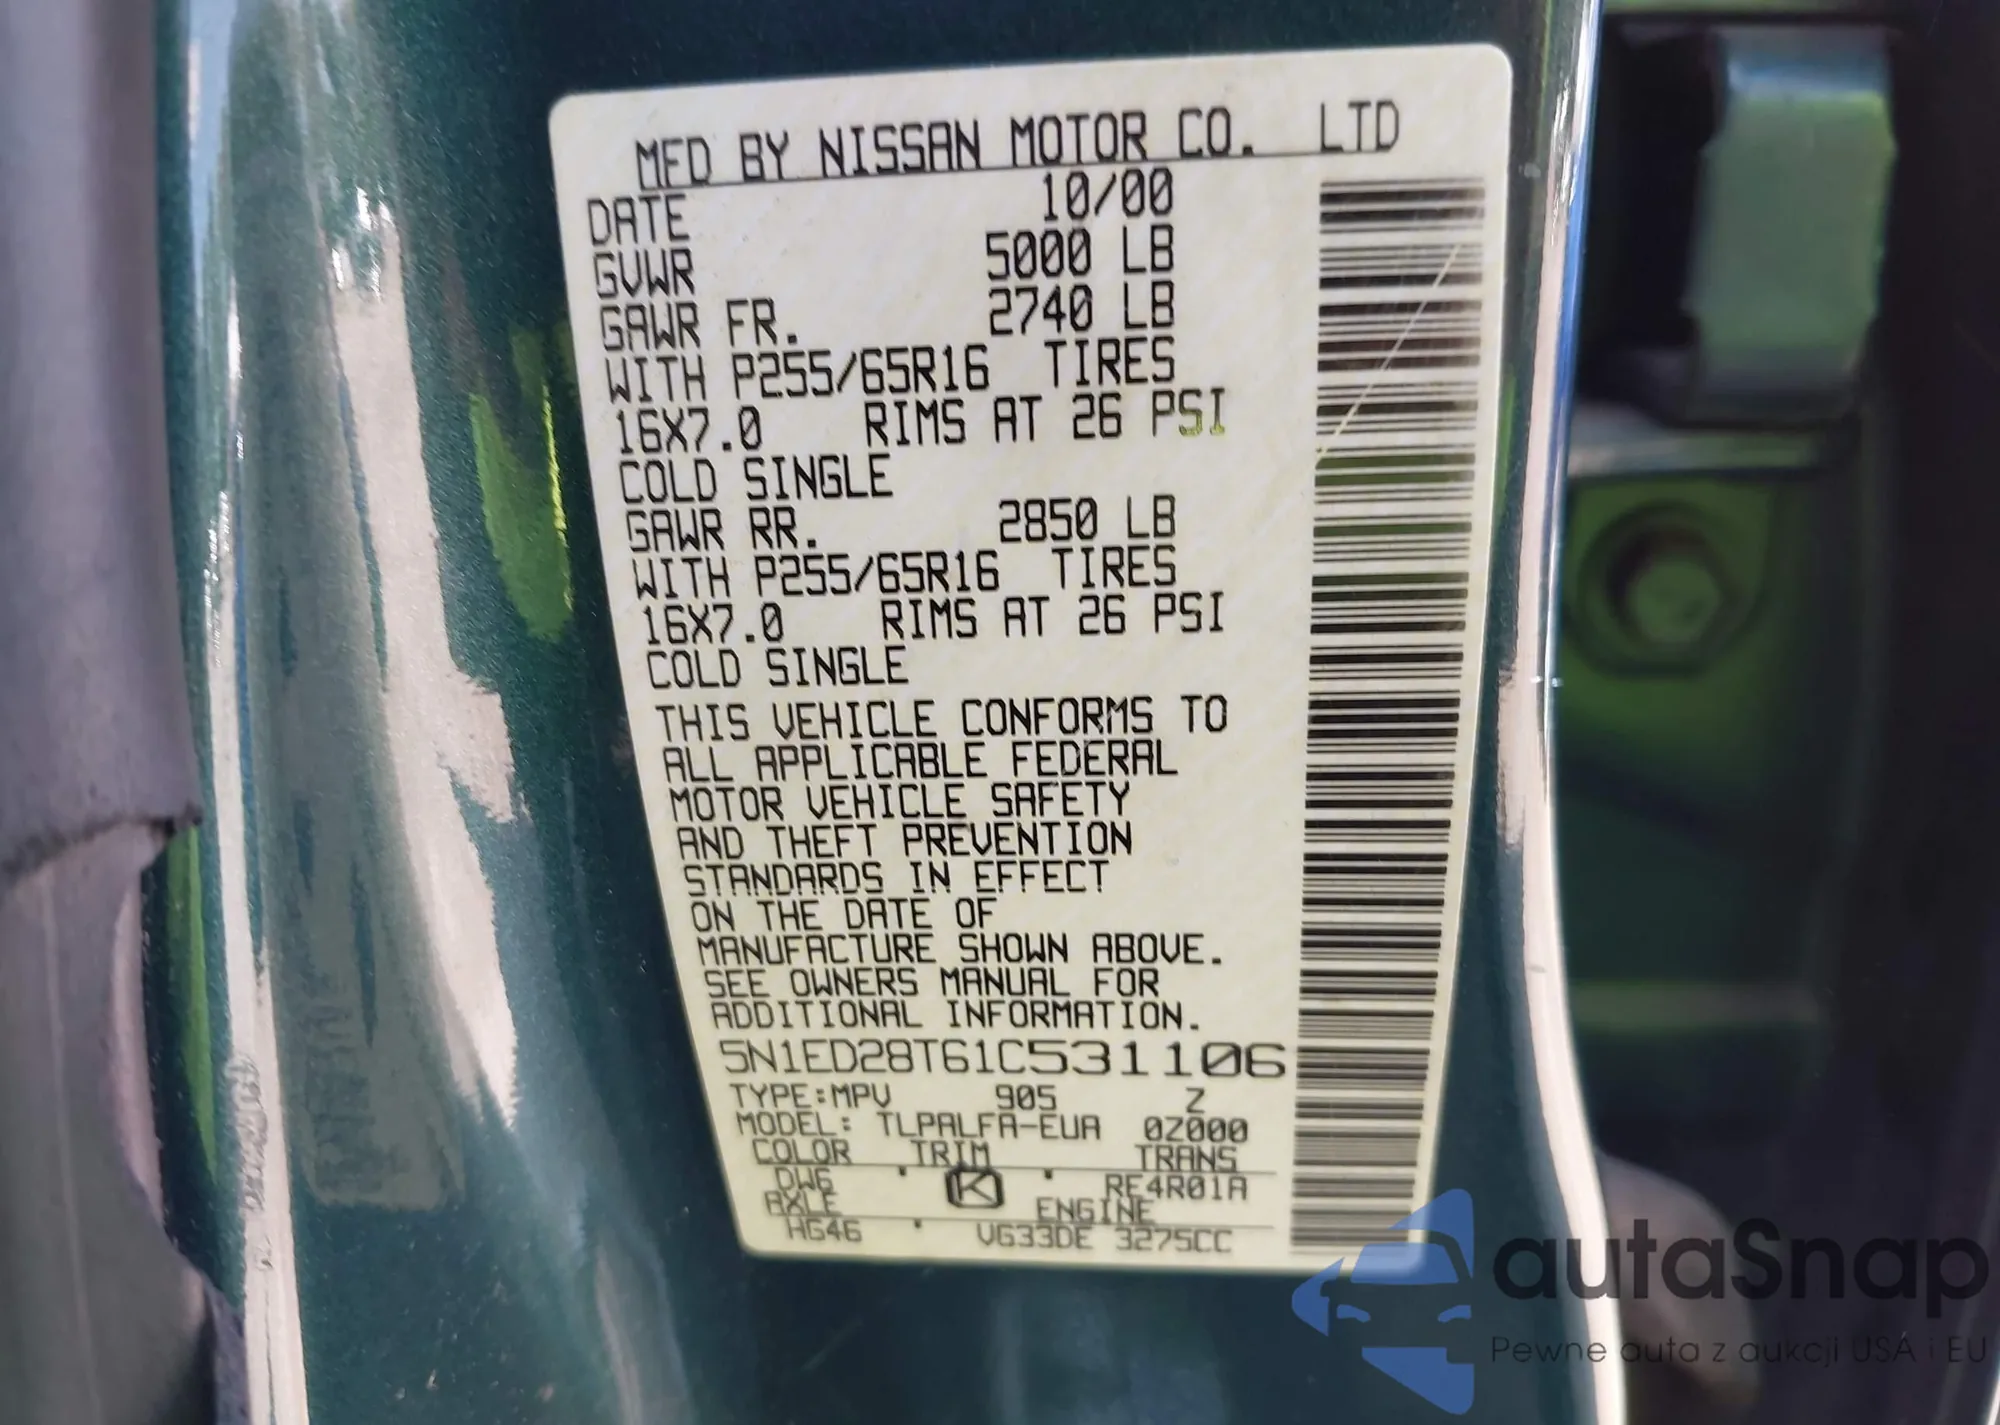 MFD BY NISSAN MOTOR CO. LTD
DATE 10/00
GVWR 5000 LB
GAWR FR. 2740 LB
WITH P255/65R16 TIRES
16X7.0 RIMS AT 26 PSI
COLD SINGLE
GAWR RR. 2850 LB
WITH P255/65R16 TIRES
16X7.0 RIMS AT 26 PSI
COLD SINGLE
THIS VEHICLE CONFORMS TO
ALL APPLICABLE FEDERAL
MOTOR VEHICLE SAFETY
AND THEFT PREVENTION
STANDARDS IN EFFECT
ON THE DATE OF
MANUFACTURE SHOWN ABOVE.
SEE OWNERS MANUAL FOR
ADDITIONAL INFORMATION.
5N1ED28T61C531106
TYPE:MPV 905 Z
MODEL: TLPALFA-EUA 0Z000
COLOR TRIM TRANS
DW6 K RE4R01A
AXLE ENGINE
HG46 VG33DE 3275CC
autaSnap
Pewne auta z aukcji USA i EU